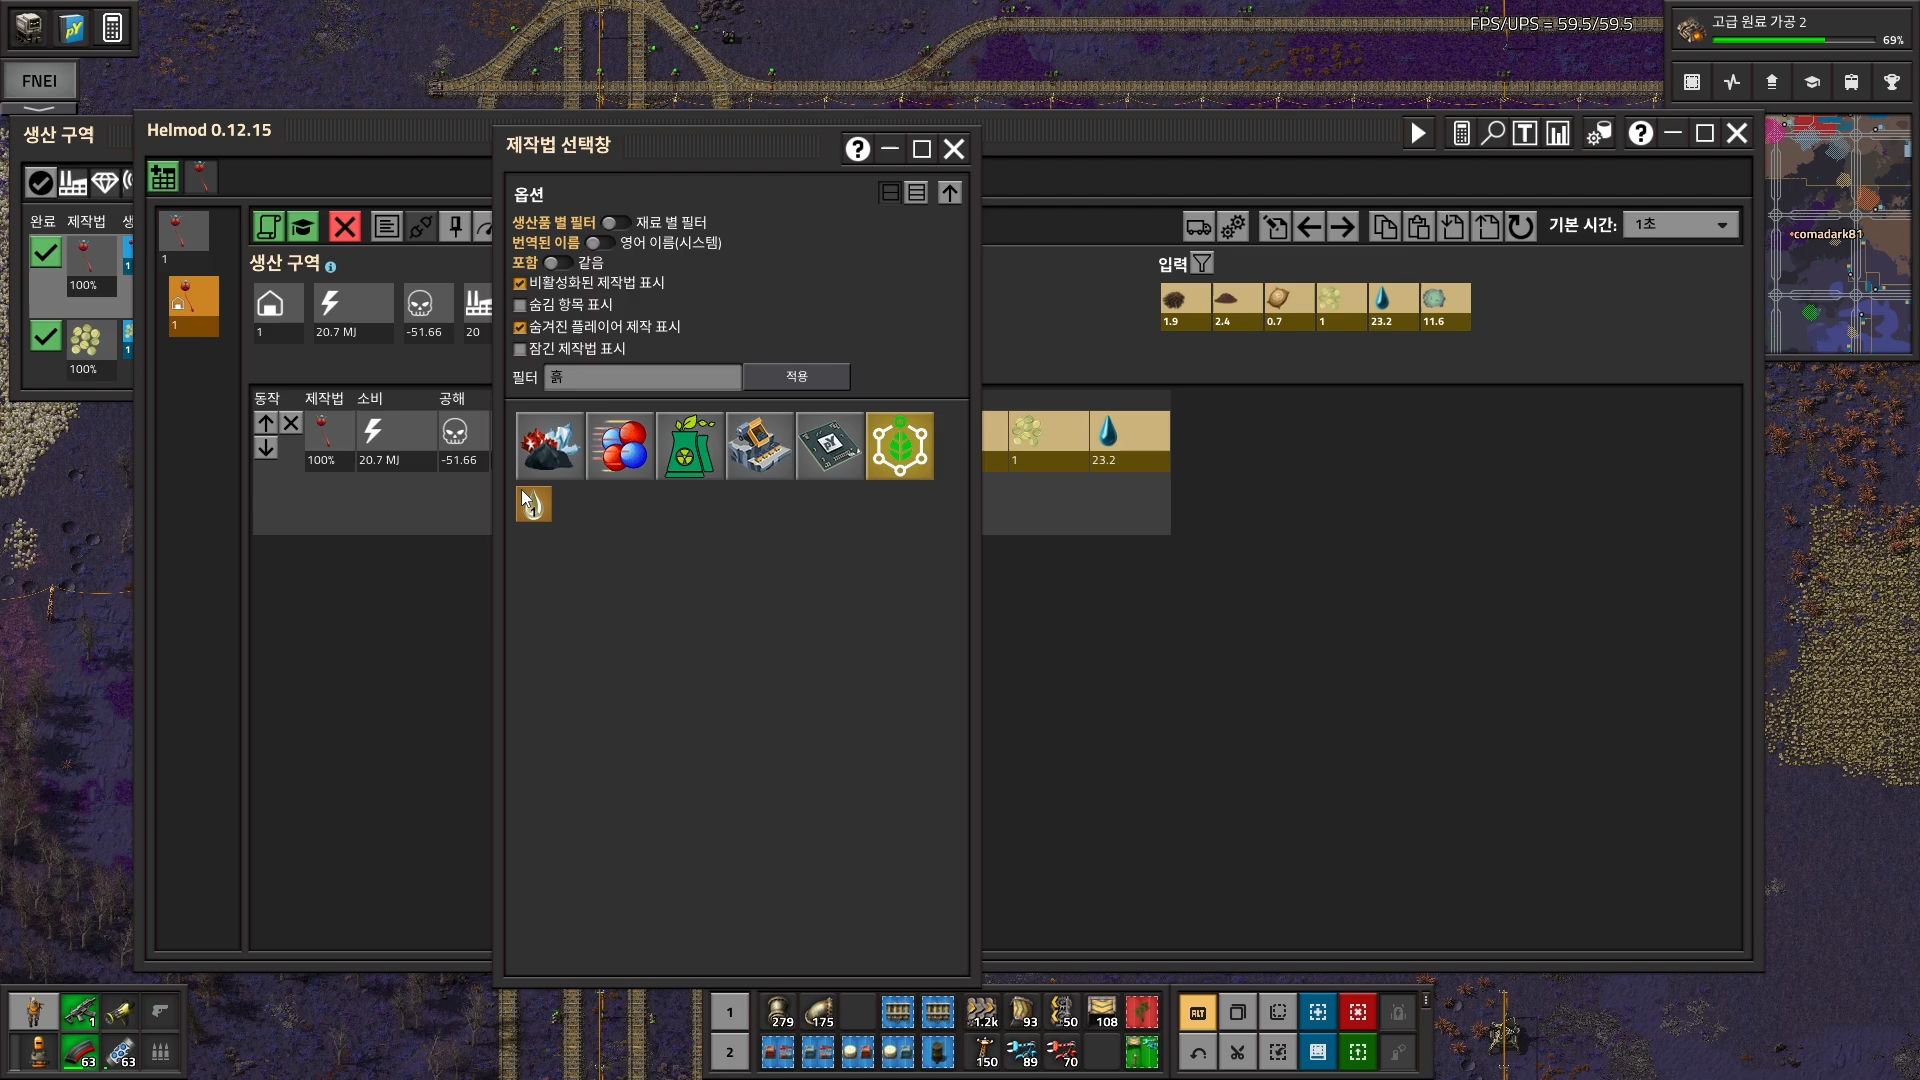 FPS/UPS = 59.5/59.5
고급 원료 가공 2
69%
FNEI
생산 구역
완료 제작법 생
100%
100%
Helmod 0.12.15
1
1
생산 구역
1
20.7 MJ
-51.66
20
동작 제작법 소비 공해
100%
20.7 MJ
-51.66
제작법 선택창
옵션
생산품 별 필터 재료 별 필터
번역된 이름 영어 이름(시스템)
포함 같음
비활성화된 제작법 표시
숨김 항목 표시
숨겨진 플레이어 제작 표시
잠긴 제작법 표시
필터 흙 적용
1
기본 시간: 1초
입력
1.9 2.4 0.7 1 23.2 11.6
1 23.2
comadark81
1 63 63
1 279 175 1.2k 93 50 108
2 150 89 70
ALT